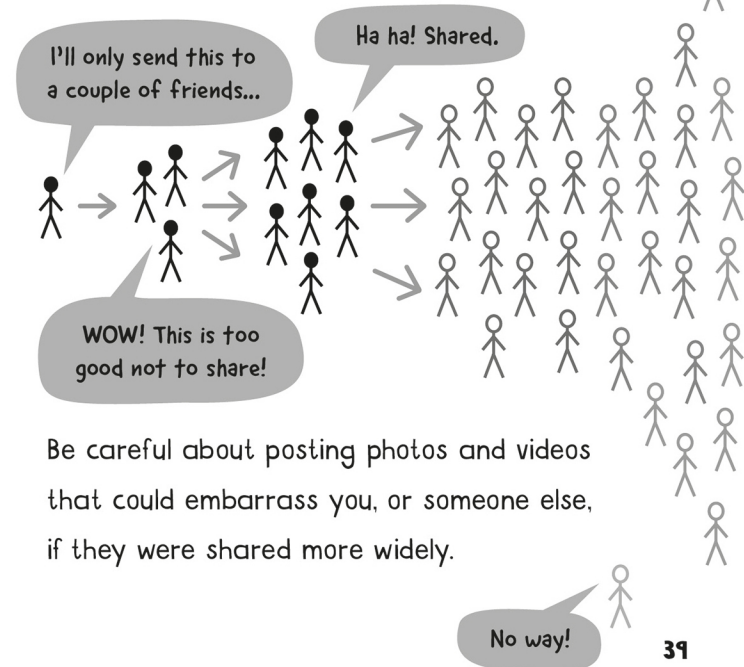 I'll only send this to
a couple of friends...
Ha ha! Shared.
WOW! This is too
good not to share!
Be careful about posting photos and videos
that could embarrass you, or someone else,
if they were shared more widely.
No way!
39